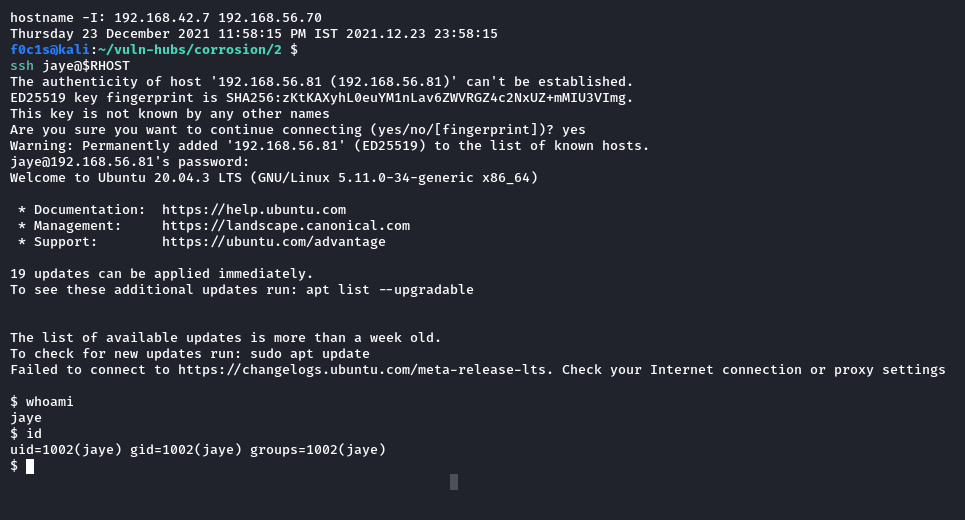 hostname -I: 192.168.42.7 192.168.56.70
Thursday 23 December 2021 11:58:15 PM IST 2021.12.23 23:58:15
f0c1s@kali:~/vuln-hubs/corrosion/2 $
ssh jaye@$RHOST
The authenticity of host '192.168.56.81 (192.168.56.81)' can't be established.
ED25519 key fingerprint is SHA256:zKtKAXyhL0euYM1nLav6ZWVRGZ4c2NxUZ+mMIU3VImg.
This key is not known by any other names
Are you sure you want to continue connecting (yes/no/[fingerprint])? yes
Warning: Permanently added '192.168.56.81' (ED25519) to the list of known hosts.
jaye@192.168.56.81's password:
Welcome to Ubuntu 20.04.3 LTS (GNU/Linux 5.11.0-34-generic x86_64)
* Documentation:  https://help.ubuntu.com
* Management:     https://landscape.canonical.com
* Support:        https://ubuntu.com/advantage
19 updates can be applied immediately.
To see these additional updates run: apt list --upgradable
The list of available updates is more than a week old.
To check for new updates run: sudo apt update
Failed to connect to https://changelogs.ubuntu.com/meta-release-lts. Check your Internet connection or proxy settings
$ whoami
jaye
$ id
uid=1002(jaye) gid=1002(jaye) groups=1002(jaye)
$